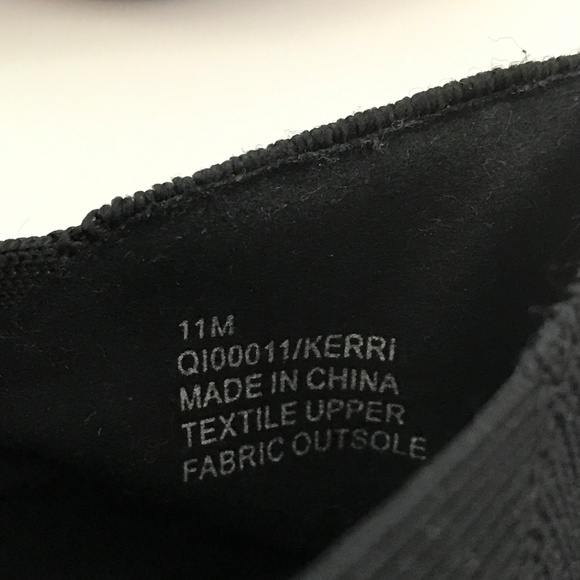 11M
QI00011/KERRI
MADE IN CHINA
TEXTILE UPPER
FABRIC OUTSOLE